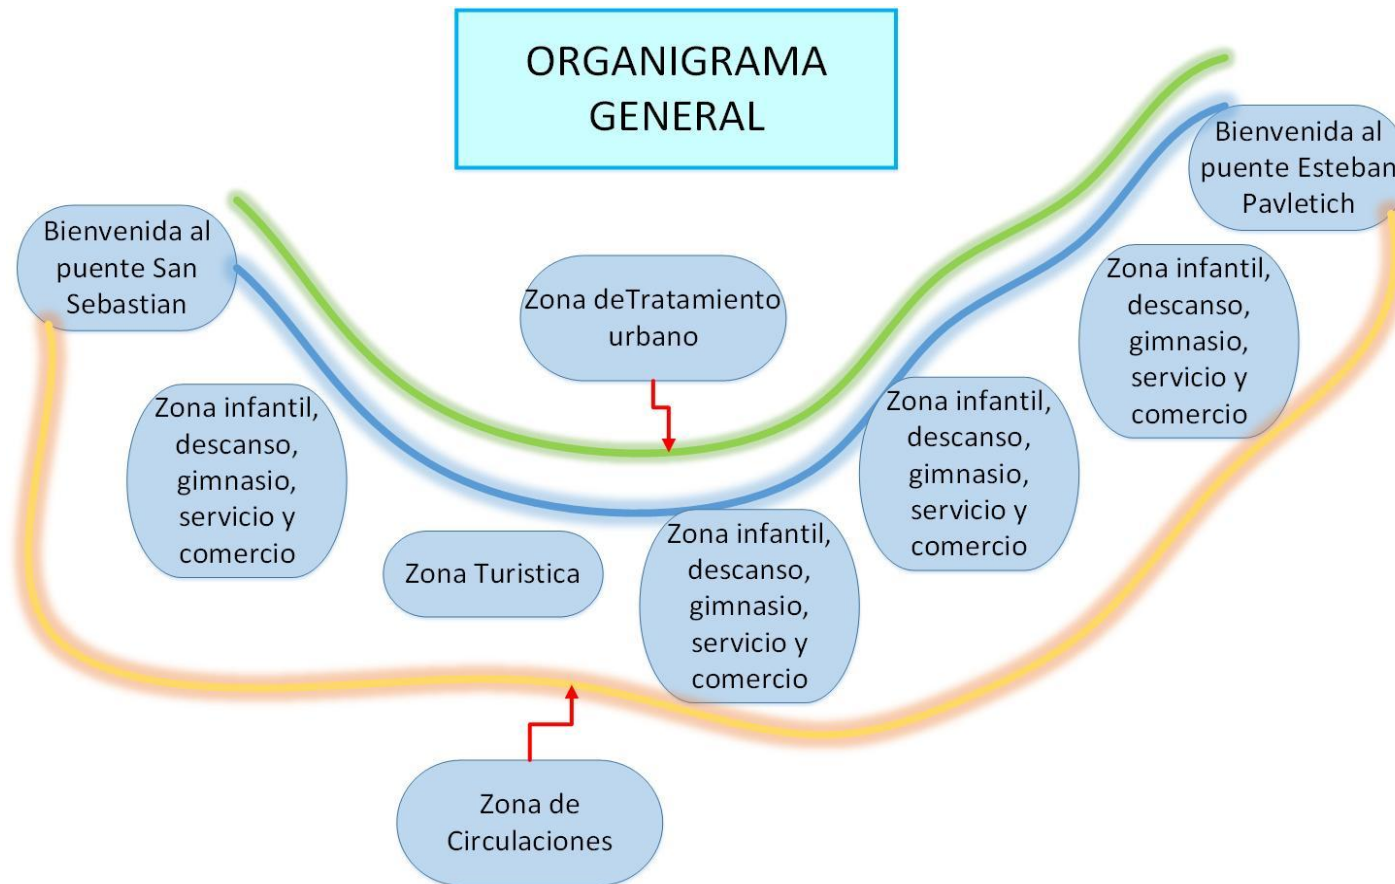 ORGANIGRAMA
GENERAL
Bienvenida al
puente San
Sebastian
Bienvenida al
puente Esteban
Pavletich
Zona deTratamiento
urbano
Zona infantil,
descanso,
gimnasio,
servicio y
comercio
Zona infantil,
descanso,
gimnasio,
servicio y
comercio
Zona infantil,
descanso,
gimnasio,
servicio y
comercio
Zona Turistica
Zona infantil,
descanso,
gimnasio,
servicio y
comercio
Zona de
Circulaciones